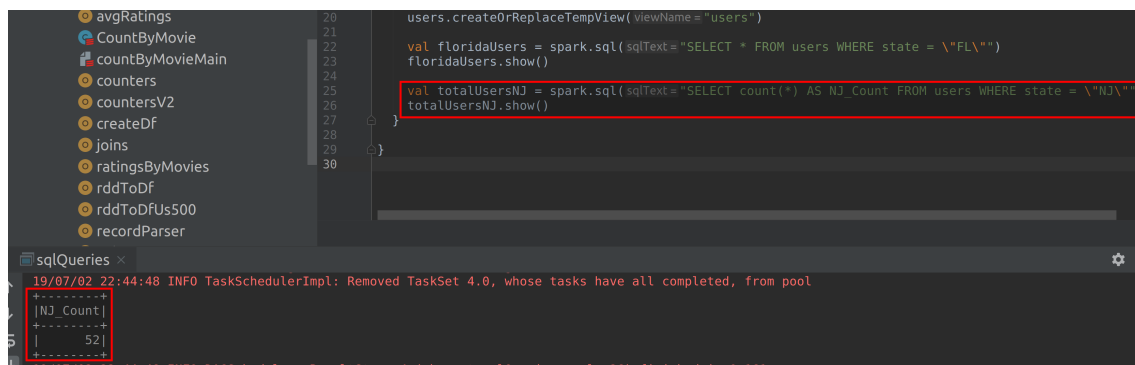 avgRatings
CountByMovie
countByMovieMain
counters
countersV2
createDf
joins
ratingsByMovies
rddToDf
rddToDfUs500
recordParser
20 users.createOrReplaceTempView( viewName = "users")
21
22 val floridaUsers = spark.sql( sqlText = "SELECT * FROM users WHERE state = \"FL\"")
23 floridaUsers.show()
24
25 val totalUsersNJ = spark.sql( sqlText = "SELECT count(*) AS NJ_Count FROM users WHERE state = \"NJ\""
26 totalUsersNJ.show()
27 }
28
29 }
30
sqlQueries ×
19/07/02 22:44:48 INFO TaskSchedulerImpl: Removed TaskSet 4.0, whose tasks have all completed, from pool
+--------+
|NJ_Count|
+--------+
|      52|
+--------+